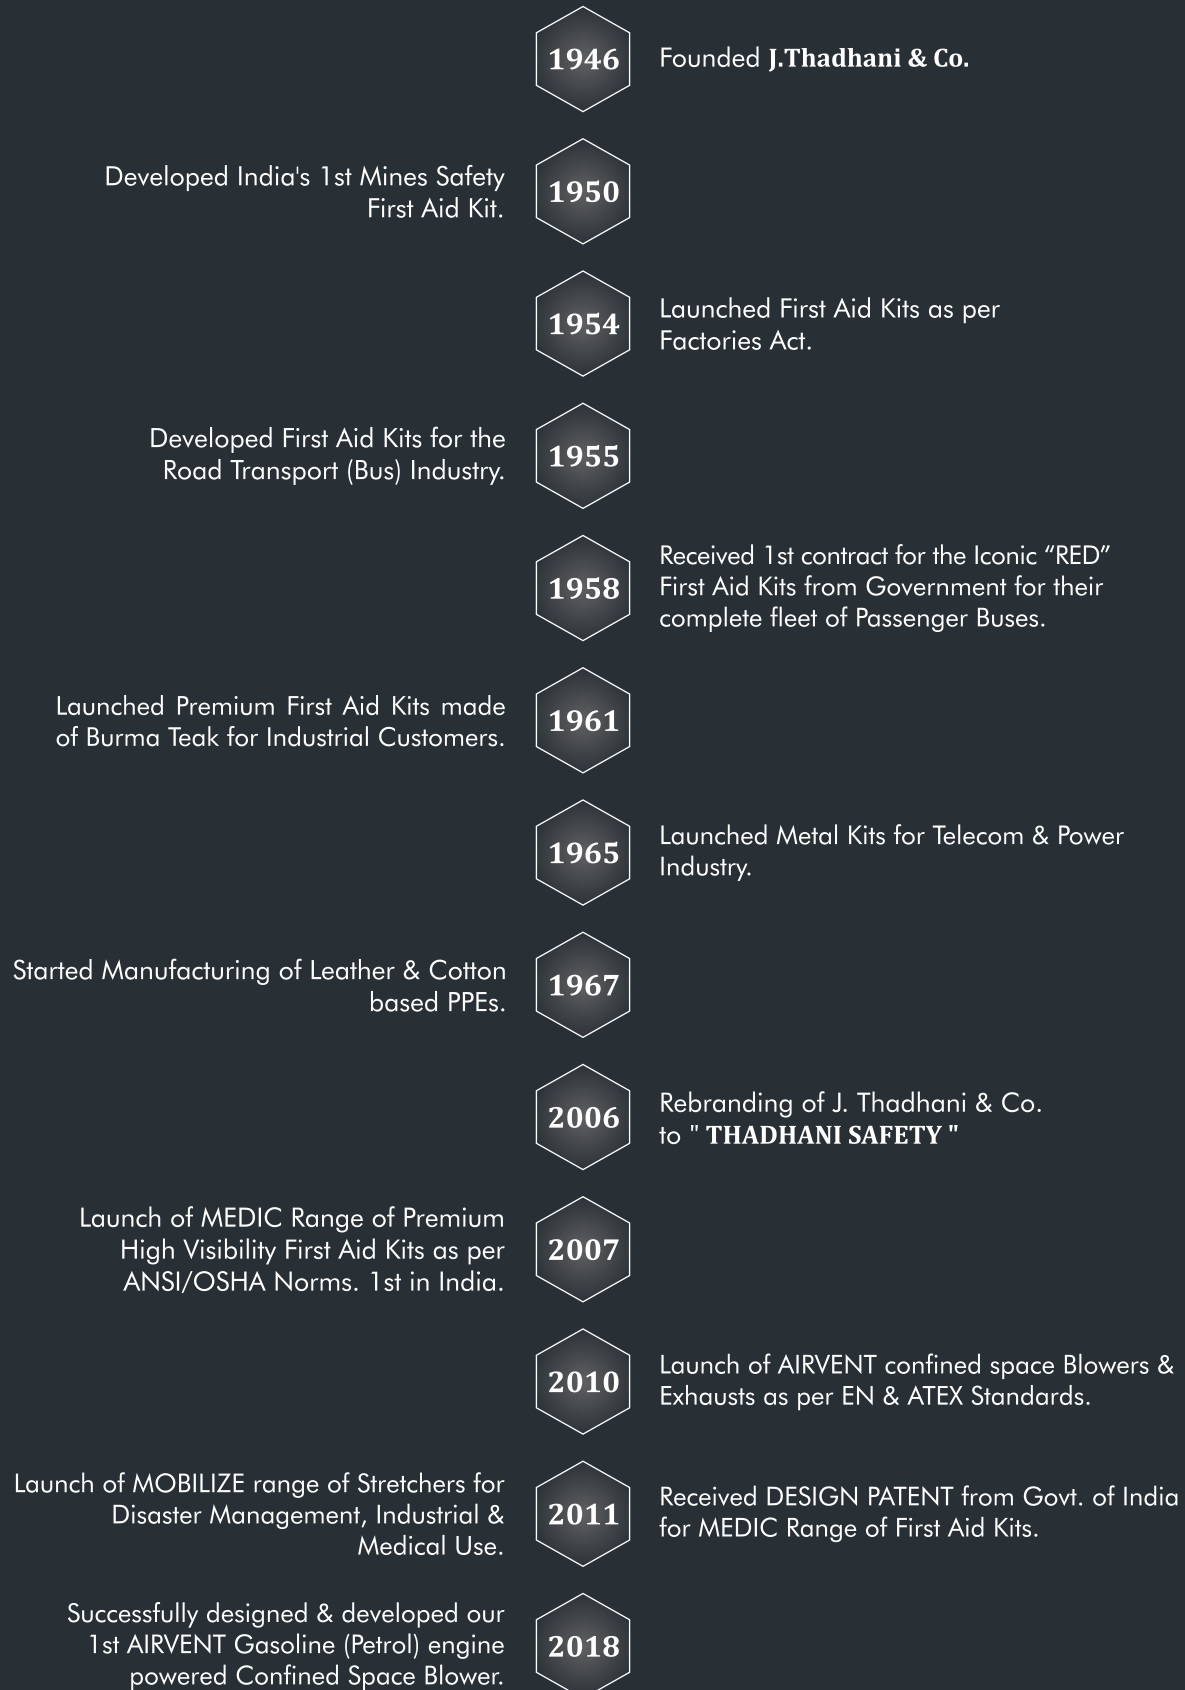 1946
Founded J.Thadhani & Co.
Developed India's 1st Mines Safety
First Aid Kit.
1950
1954
Launched First Aid Kits as per
Factories Act.
Developed First Aid Kits for the
Road Transport (Bus) Industry.
1955
1958
Received 1st contract for the Iconic “RED”
First Aid Kits from Government for their
complete fleet of Passenger Buses.
Launched Premium First Aid Kits made
of Burma Teak for Industrial Customers.
1961
1965
Launched Metal Kits for Telecom & Power
Industry.
Started Manufacturing of Leather & Cotton
based PPEs.
1967
2006
Rebranding of J. Thadhani & Co.
to " THADHANI SAFETY "
Launch of MEDIC Range of Premium
High Visibility First Aid Kits as per
ANSI/OSHA Norms. 1st in India.
2007
2010
Launch of AIRVENT confined space Blowers &
Exhausts as per EN & ATEX Standards.
Launch of MOBILIZE range of Stretchers for
Disaster Management, Industrial &
Medical Use.
2011
Received DESIGN PATENT from Govt. of India
for MEDIC Range of First Aid Kits.
Successfully designed & developed our
1st AIRVENT Gasoline (Petrol) engine
powered Confined Space Blower.
2018